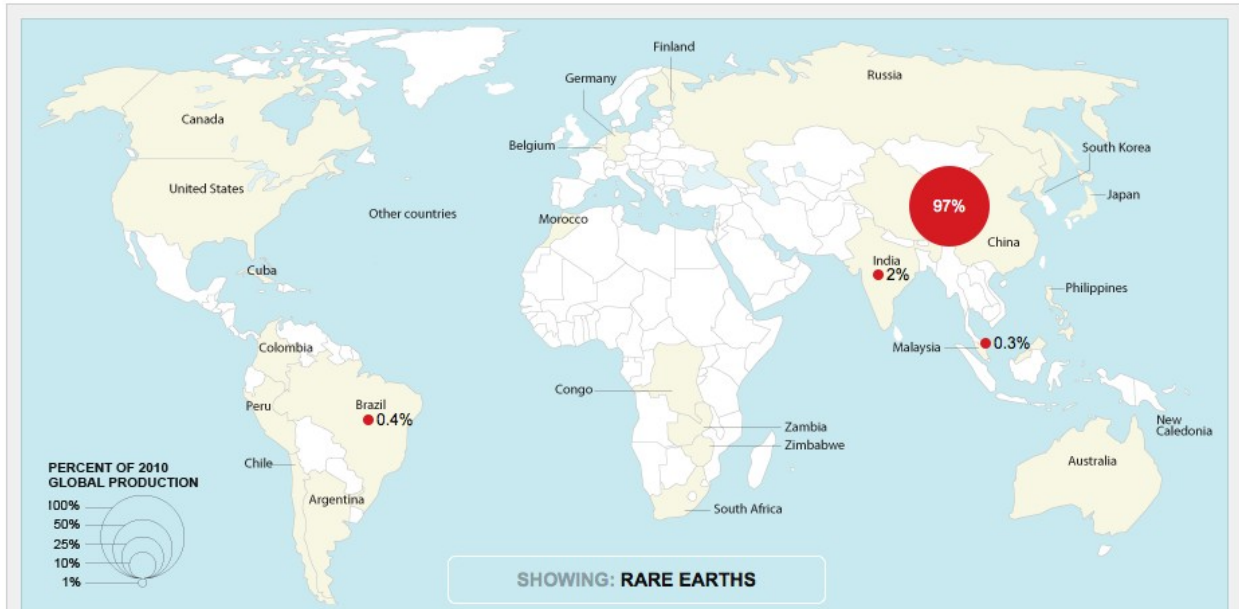 Finland
Russia
Germany
Canada
Belgium
South Korea
United States
Japan
97%
Other countries
Morocco
China
India
Cuba
2%
Philippines
Malaysia
0.3%
Colombia
Congo
Peru
Brazil
0.4%
New
Caledonia
Zambia
Zimbabwe
Chile
Australia
PERCENT OF 2010
GLOBAL PRODUCTION
Argentina
100%
50%
25%
10%
1%
South Africa
SHOWING: RARE EARTHS